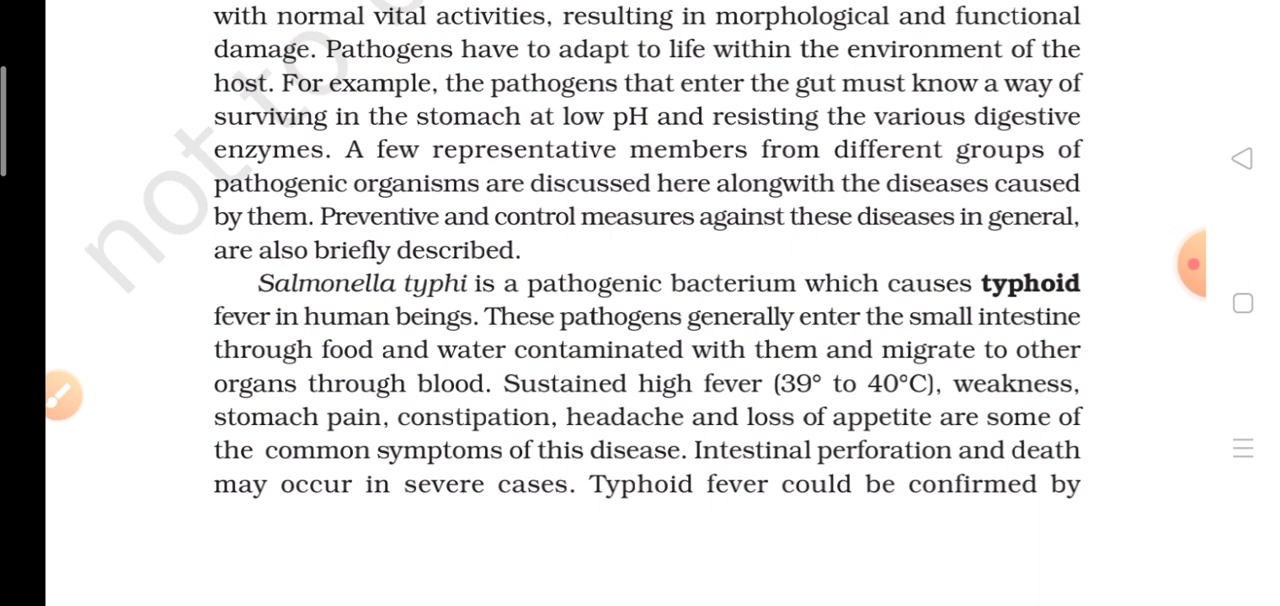 with normal vital activities, resulting in morphological and functional
damage. Pathogens have to adapt to life within the environment of the
host. For example, the pathogens that enter the gut must know a way of
surviving in the stomach at low pH and resisting the various digestive
enzymes. A few representative members from different groups of
pathogenic organisms are discussed here alongwith the diseases caused
by them. Preventive and control measures against these diseases in general,
are also briefly described.
Salmonella typhi is a pathogenic bacterium which causes typhoid
fever in human beings. These pathogens generally enter the small intestine
through food and water contaminated with them and migrate to other
organs through blood. Sustained high fever (39° to 40°C), weakness,
stomach pain, constipation, headache and loss of appetite are some of
the common symptoms of this disease. Intestinal perforation and death
may occur in severe cases. Typhoid fever could be confirmed by
not to